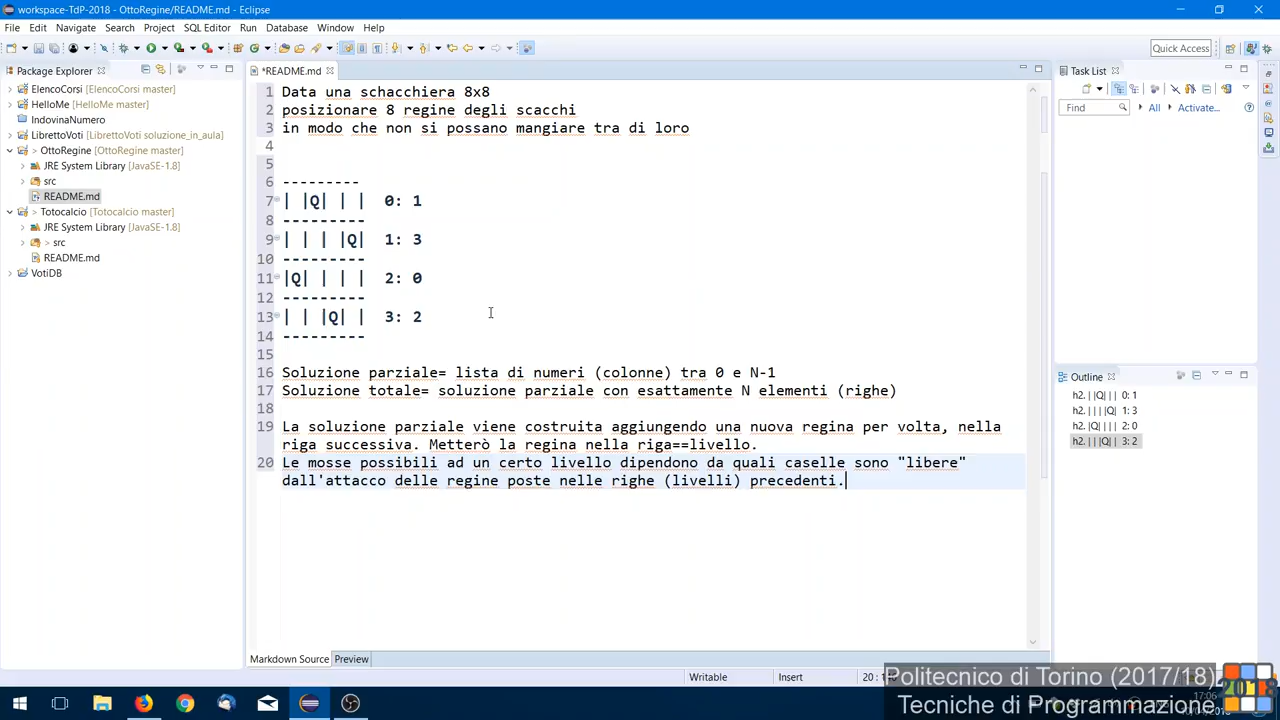 workspace-TdP-2018 - OttoRegine/README.md - Eclipse
File Edit Navigate Search Project SQL Editor Run Database Window Help
Quick Access
Package Explorer
*README.md
Task List
ElencoCorsi [ElencoCorsi master]
HelloMe [HelloMe master]
IndovinaNumero
LibrettoVoti [LibrettoVoti soluzione_in_aula]
> OttoRegine [OttoRegine master]
JRE System Library [JavaSE-1.8]
src
README.md
> Totocalcio [Totocalcio master]
JRE System Library [JavaSE-1.8]
> src
README.md
VotiDB
1 Data una schacchiera 8x8
2 posizionare 8 regine degli scacchi
3 in modo che non si possano mangiare tra di loro
4
5
6 ---------
7 | |Q| | | 0: 1
8 ---------
9 | | | |Q| 1: 3
10 ---------
11 |Q| | | | 2: 0
12 ---------
13 | | |Q| | 3: 2
14 ---------
15
16 Soluzione parziale= lista di numeri (colonne) tra 0 e N-1
17 Soluzione totale= soluzione parziale con esattamente N elementi (righe)
18
19 La soluzione parziale viene costruita aggiungendo una nuova regina per volta, nella
riga successiva. Metterò la regina nella riga==livello.
20 Le mosse possibili ad un certo livello dipendono da quali caselle sono "libere"
dall'attacco delle regine poste nelle righe (livelli) precedenti.
Find All Activate...
Outline
h2. | |Q| | | 0: 1
h2. | | | |Q| 1: 3
h2. |Q| | | | 2: 0
h2. | | |Q| | 3: 2
Markdown Source Preview
Writable Insert 20 : 1
Politecnico di Torino (2017/18)
Tecniche di Programmazione
2018
17:06